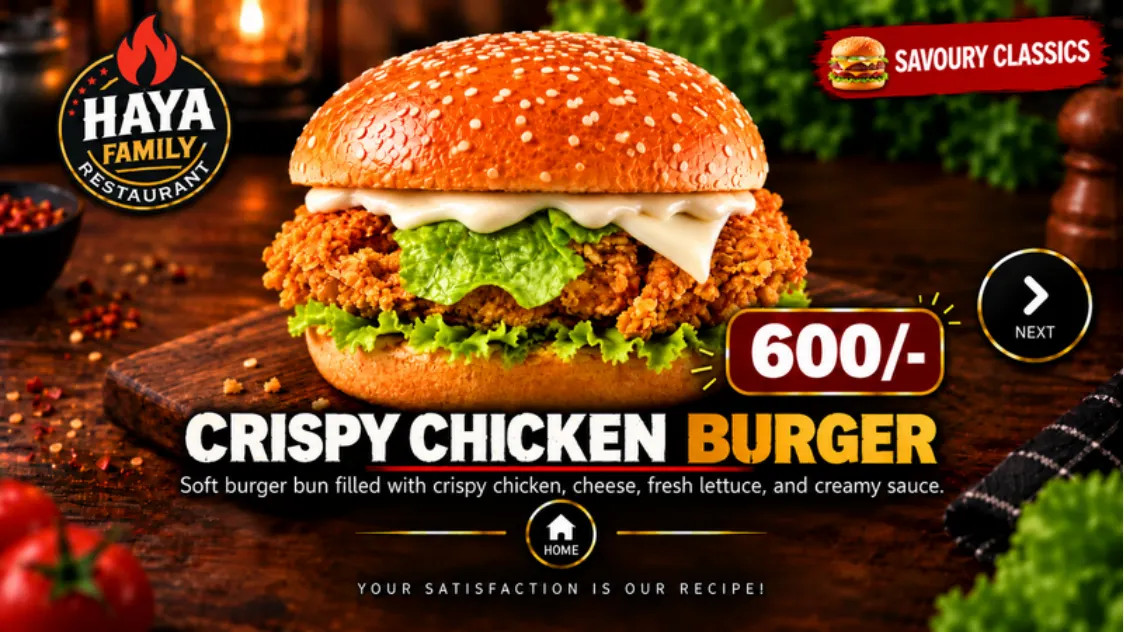 HAYA
FAMILY
RESTAURANT
SAVOURY CLASSICS
NEXT
600/-
CRISPY CHICKEN BURGER
Soft burger bun filled with crispy chicken, cheese, fresh lettuce, and creamy sauce.
HOME
YOUR SATISFACTION IS OUR RECIPE!